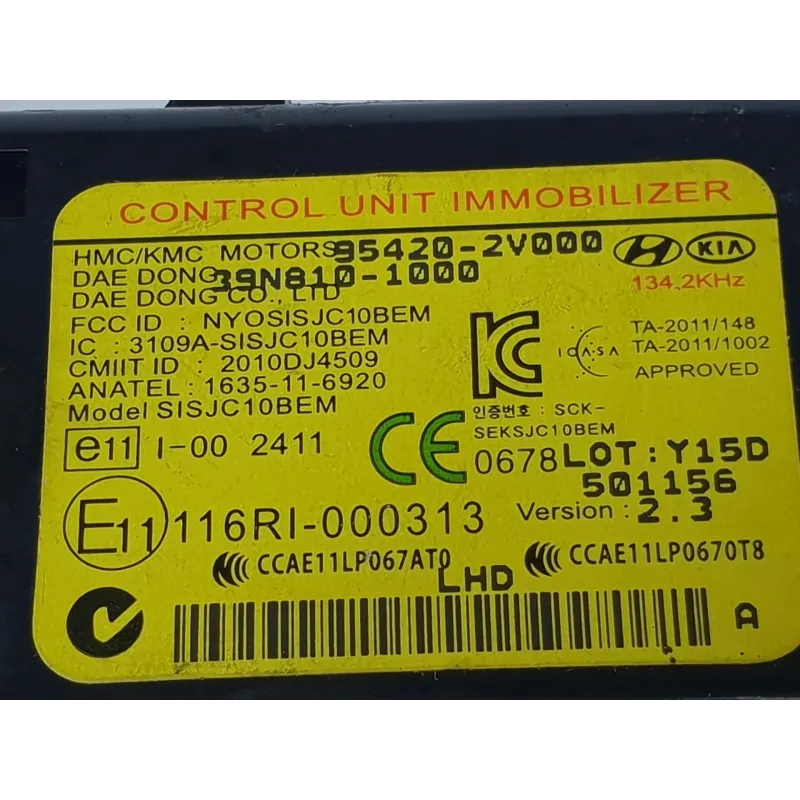 CONTROL UNIT IMMOBILIZER
HMC/KMC MOTORS 95420-2V000
DAE DONG 39N810-1000
DAE DONG CO., LTD
KIA
134.2KHz
FCC ID : NYOSISJC10BEM
IC : 3109A-SISJC10BEM
CMIIT ID : 2010DJ4509
ANATEL : 1635-11-6920
Model SISJC10BEM
ICASA
TA-2011/148
TA-2011/1002
APPROVED
인증번호 : SCK-
SEKSJC10BEM
e11 I-00 2411
CE 0678 LOT:Y15D
501156
E11 116RI-000313
Version : 2.3
CCAE11LP067AT0
LHD
CCAE11LP0670T8
A